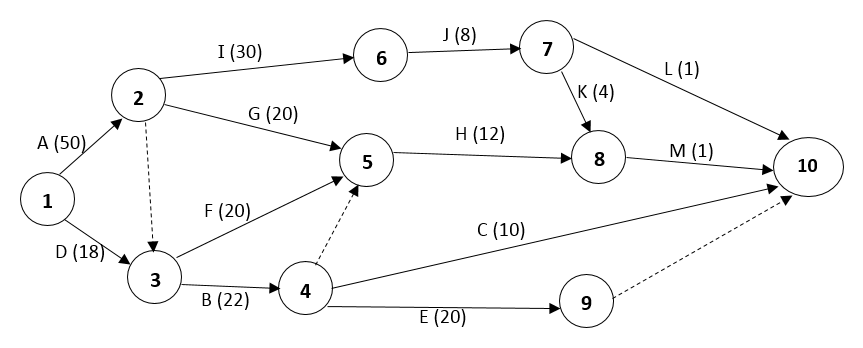 J (8)
I (30)
7
6
L (1)
K (4)
2
G (20)
H (12)
A (50)
M (1)
5
8
10
1
F (20)
C (10)
D (18)
3
4
B (22)
9
E (20)